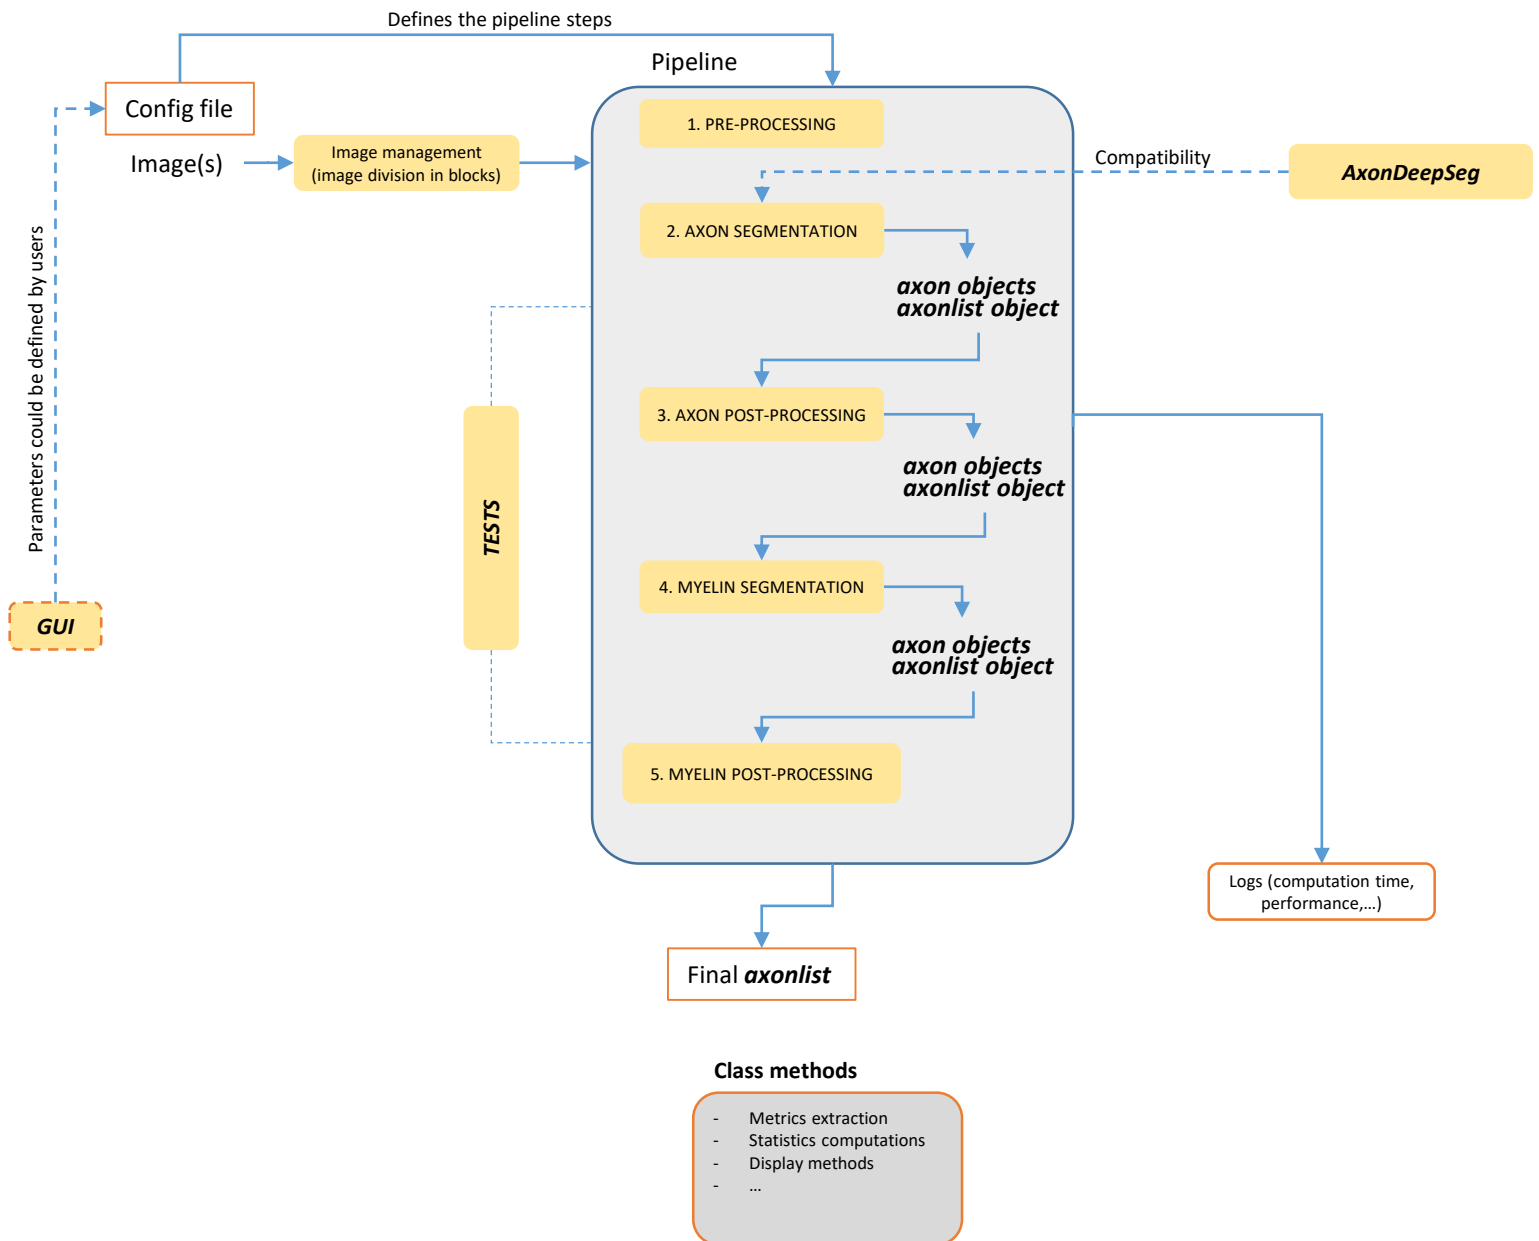 Defines the pipeline steps
Pipeline
Config file
1. PRE-PROCESSING
Image(s)
Image management
(image division in blocks)
Compatibility
AxonDeepSeg
2. AXON SEGMENTATION
Parameters could be defined by users
axon objects
axonlist object
3. AXON POST-PROCESSING
axon objects
axonlist object
TESTS
4. MYELIN SEGMENTATION
GUI
axon objects
axonlist object
5. MYELIN POST-PROCESSING
Logs (computation time,
performance,...)
Final axonlist
Class methods
- Metrics extraction
- Statistics computations
- Display methods
- ...